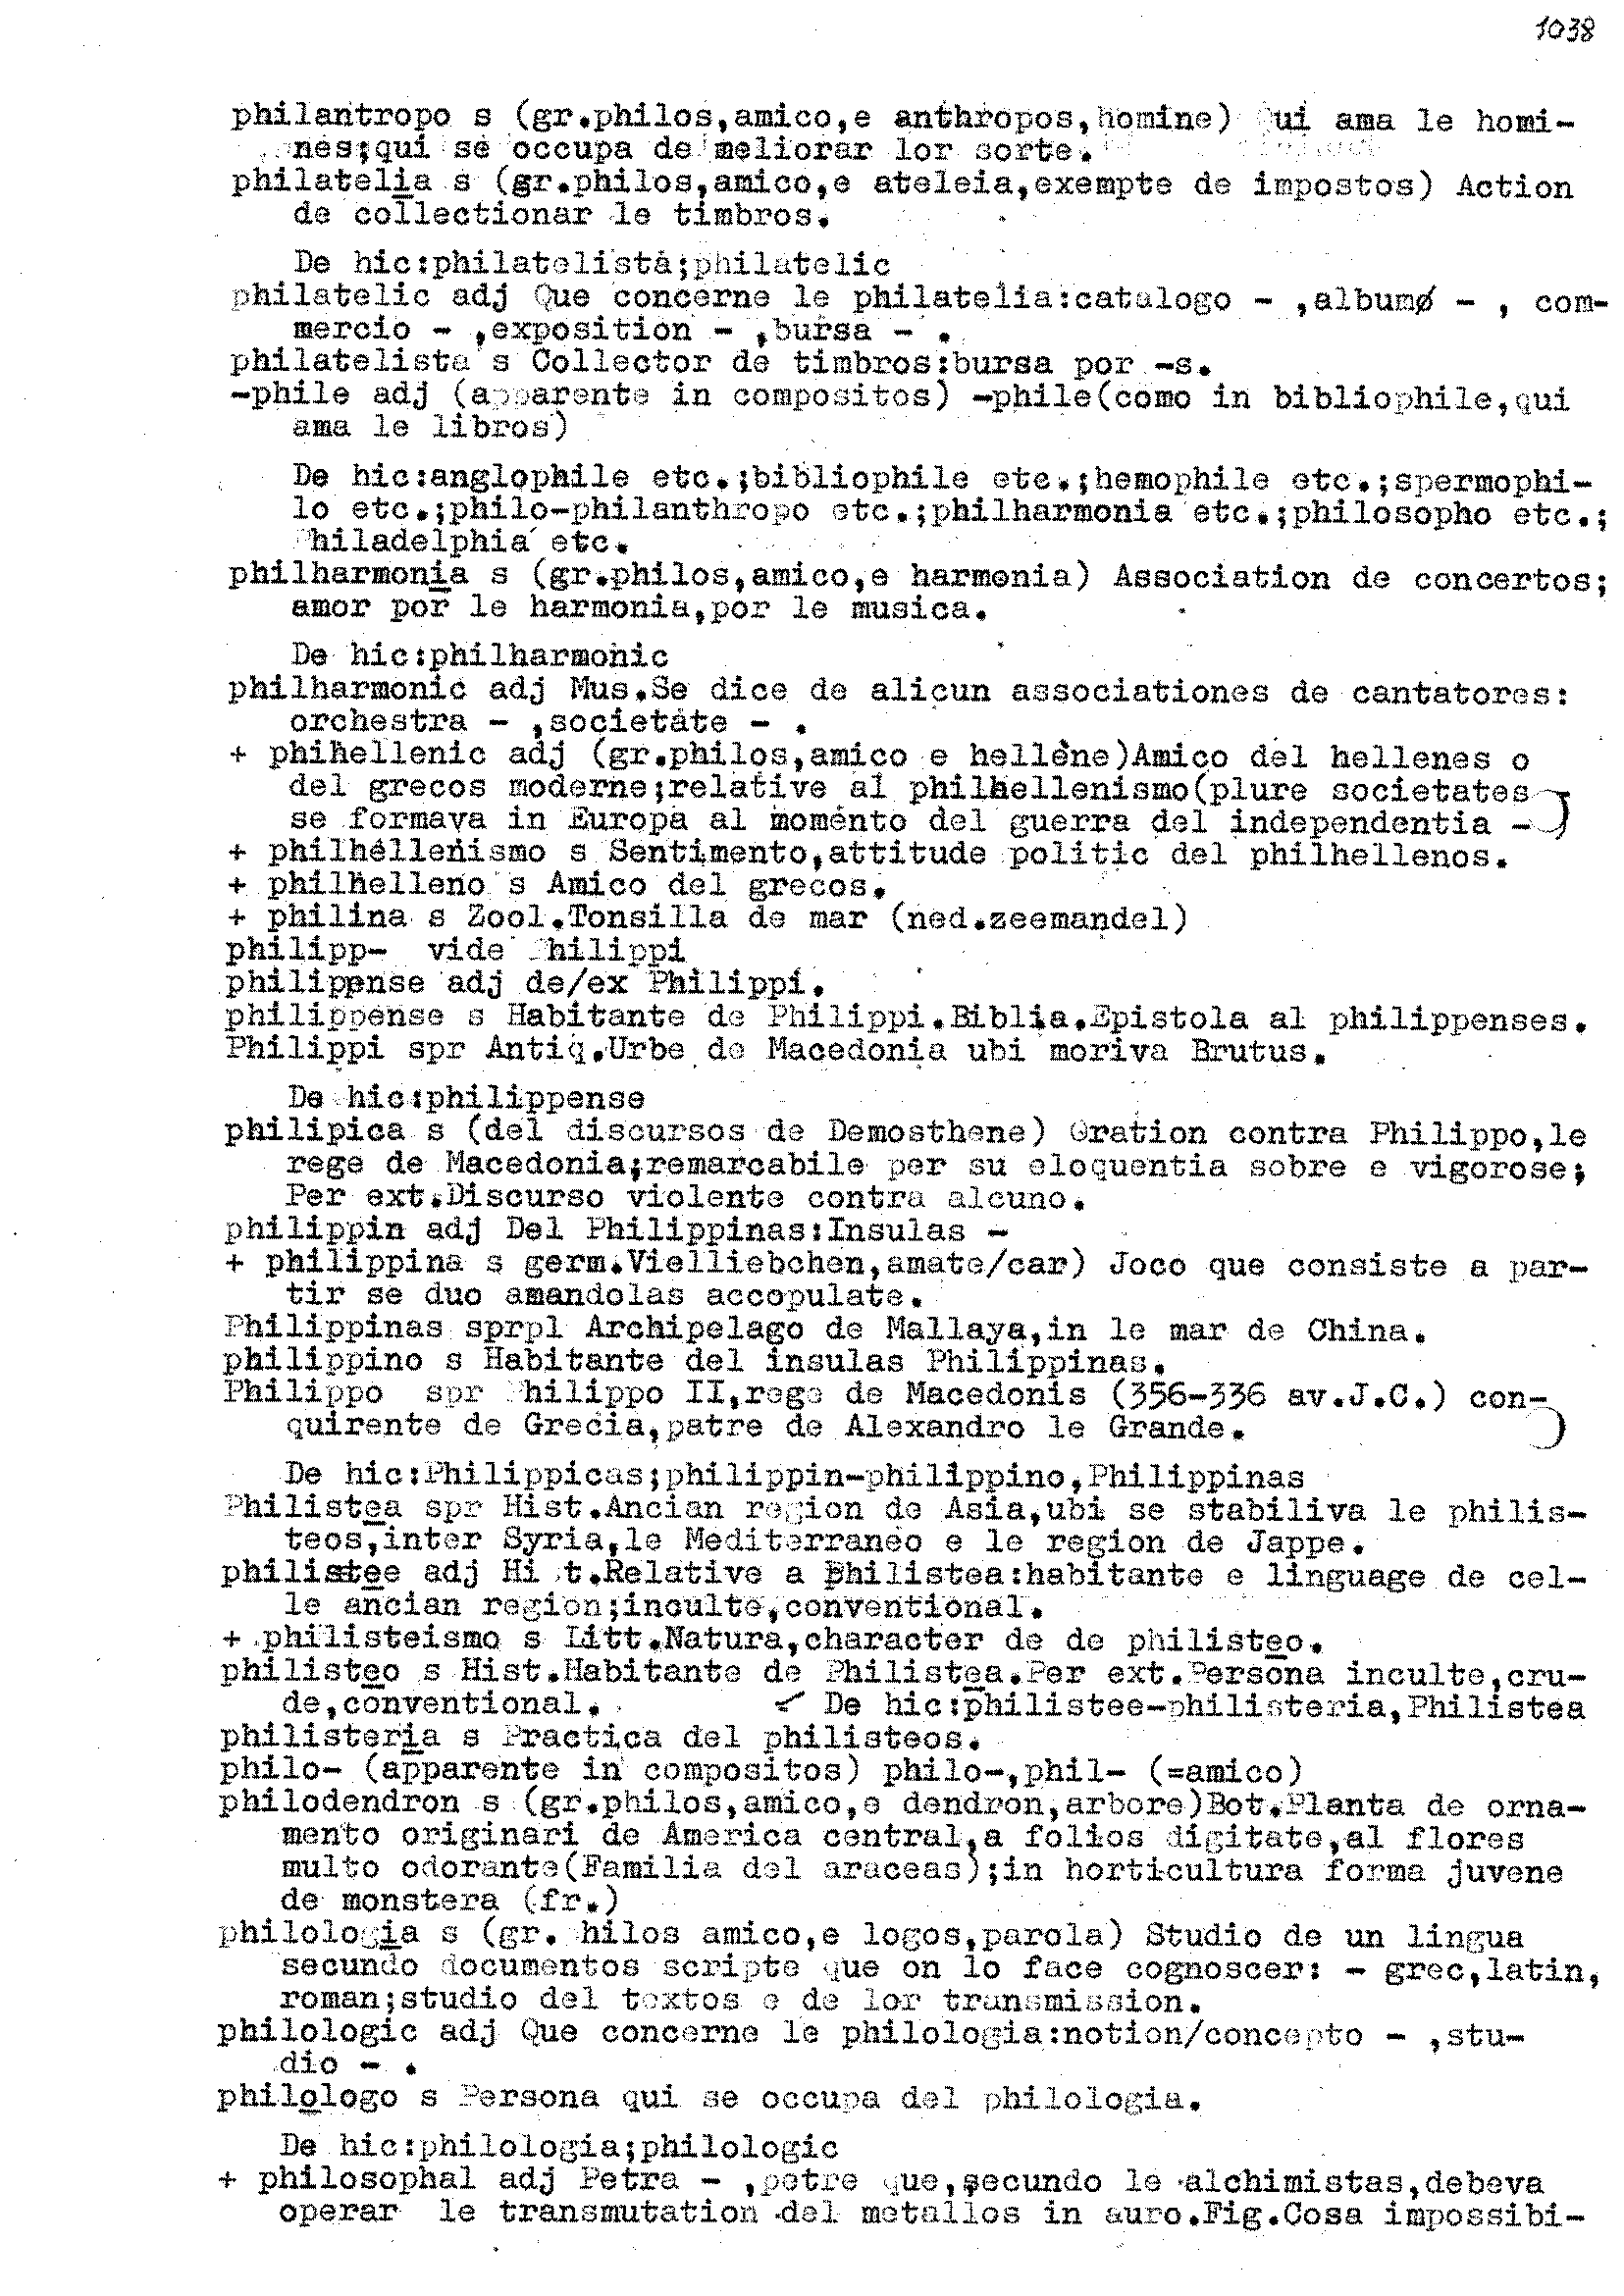 1038
philantropo s (gr.philos,amico,e anthropos,homine) Qui ama le homi-
nes;qui se occupa de meliorar lor sorte.
philatelia s (gr.philos,amico,e ateleia,exempte de impostos) Action
de collectionar le timbros.
De hic:philatelista;philatelic
philatelic adj Que concerne le philatelia:catalogo - ,album - , com-
mercio - ,exposition - ,bursa - .
philatelista s Collector de timbros:bursa por -s.
-phile adj (apparente in compositos) -phile(como in bibliophile,qui
ama le libros)
De hic:anglophile etc.;bibliophile etc.;hemophile etc.;spermophi-
lo etc.;philo-philanthropo etc.;philharmonia etc.;philosopho etc.;
Philadelphia etc.
philharmonia s (gr.philos,amico,e harmonia) Association de concertos;
amor por le harmonia,por le musica.
De hic:philharmonic
philharmonic adj Mus.Se dice de alicun associationes de cantatores:
orchestra - ,societate - .
+ phihellenic adj (gr.philos,amico e hellène)Amico del hellenes o
del grecos moderne;relative al philhellenismo(plure societates
se formava in Europa al momento del guerra del independentia -)
+ philhellenismo s Sentimento,attitude politic del philhellenos.
+ philhelleno s Amico del grecos.
+ philina s Zool.Tonsilla de mar (ned.zeemandel)
philipp- vide Philippi
philippense adj de/ex Philippi.
philippense s Habitante de Philippi.Biblia.Epistola al philippenses.
Philippi spr Antiq.Urbe de Macedonia ubi moriva Brutus.
De hic:philippense
philipica s (del discursos de Demosthene) Oration contra Philippo,le
rege de Macedonia;remarcabile per su eloquentia sobre e vigorose;
Per ext.Discurso violente contra alcuno.
philippin adj Del Philippinas:Insulas -
+ philippina s germ.Vielliebchen,amate/car) Joco que consiste a par-
tir se duo amandolas accopulate.
Philippinas sprpl Archipelago de Mallaya,in le mar de China.
philippino s Habitante del insulas Philippinas.
Philippo spr Philippo II,rege de Macedonis (356-336 av.J.C.) con-
quirente de Grecia,patre de Alexandro le Grande.
De hic:Philippicas;philippin-philippino,Philippinas
Philistea spr Hist.Ancian region de Asia,ubi se stabiliva le philis-
teos,inter Syria,le Mediterraneo e le region de Jappe.
philistee adj Hist.Relative a Philistea:habitante e linguage de cel-
le ancian region;inculte,conventional.
+ philisteismo s Litt.Natura,character de de philisteo.
philisteo s Hist.Habitante de Philistea.Per ext.Persona inculte,cru-
de,conventional. De hic:philistee-philisteria,Philistea
philisteria s Practica del philisteos.
philo- (apparente in compositos) philo-,phil- (=amico)
philodendron s (gr.philos,amico,e dendron,arbore)Bot.Planta de orna-
mento originari de America central,a folios digitate,al flores
multo odorante(Familia del araceas);in horticultura forma juvene
de monstera (fr.)
philologia s (gr. philos amico,e logos,parola) Studio de un lingua
secundo documentos scripte que on lo face cognoscer: - grec,latin,
roman;studio del textos e de lor transmission.
philologic adj Que concerne le philologia:notion/concepto - ,stu-
dio - .
philologo s Persona qui se occupa del philologia.
De hic:philologia;philologic
+ philosophal adj Petra - ,petre que,secundo le alchimistas,debeva
operar le transmutation del metallos in auro.Fig.Cosa impossibi-